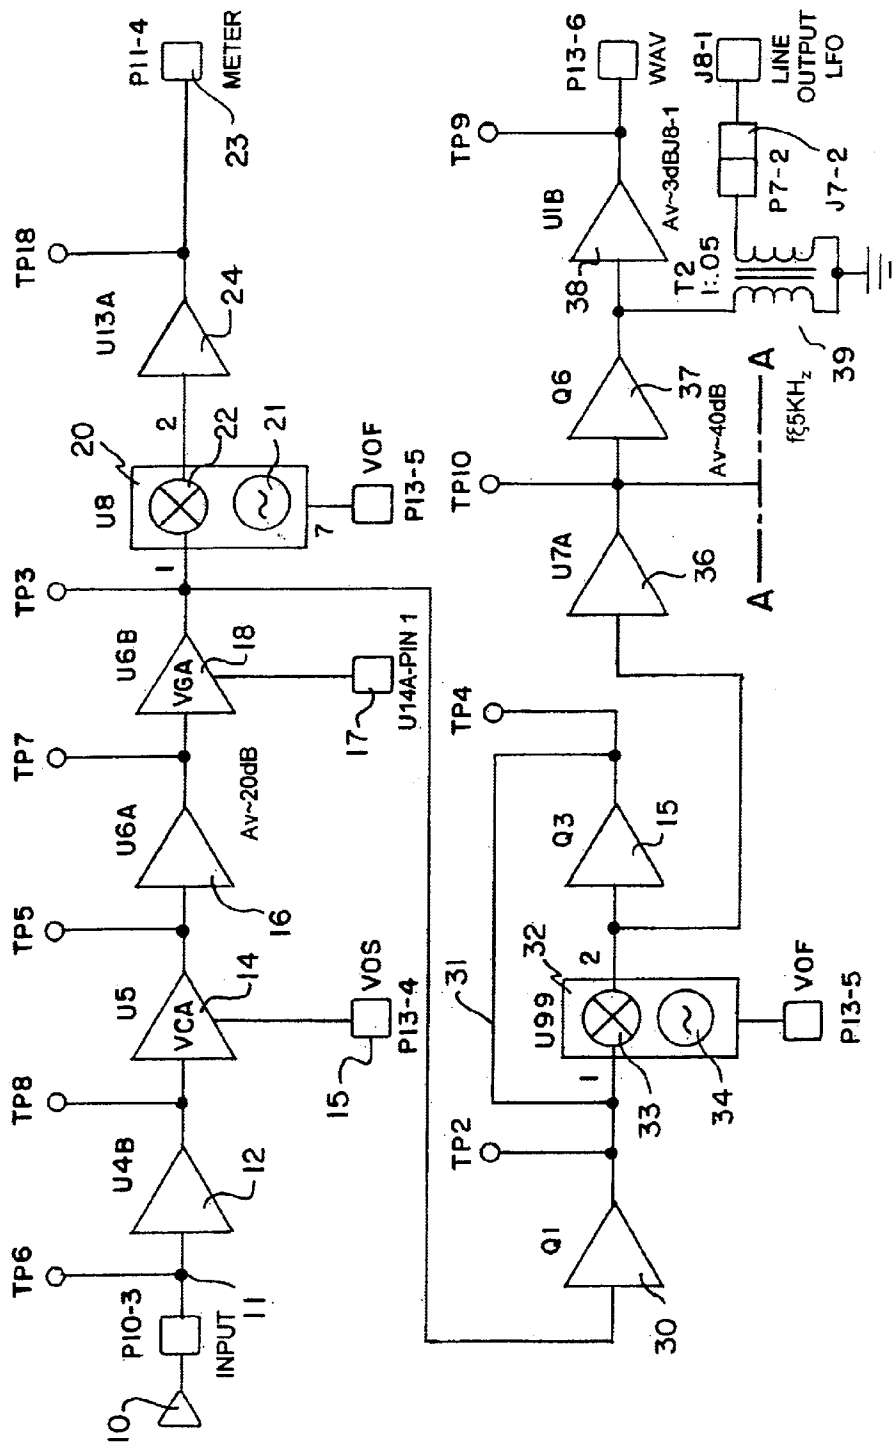 10
P10-3
INPUT
11
TP6
U4B
12
TP8
U5
VCA
14
15
VOS
P13-4
TP5
U6A
16
Av~20dB
TP7
U6B
VGA
18
17
U14A-PIN 1
TP3
1
U8
20
22
21
7
2
VOF
P13-5
U13A
24
TP18
P11-4
METER
23
Q1
30
TP2
31
1
U99
32
33
34
2
VOF
P13-5
Q3
15
TP4
U7A
36
TP10
Q6
37
Av~40dB
A
A
fξ5KHz
U1B
38
Av~3dBJ8-1
TP9
P13-6
WAV
T2
1:.05
39
P7-2
J7-2
J8-1
LINE
OUTPUT
LFO